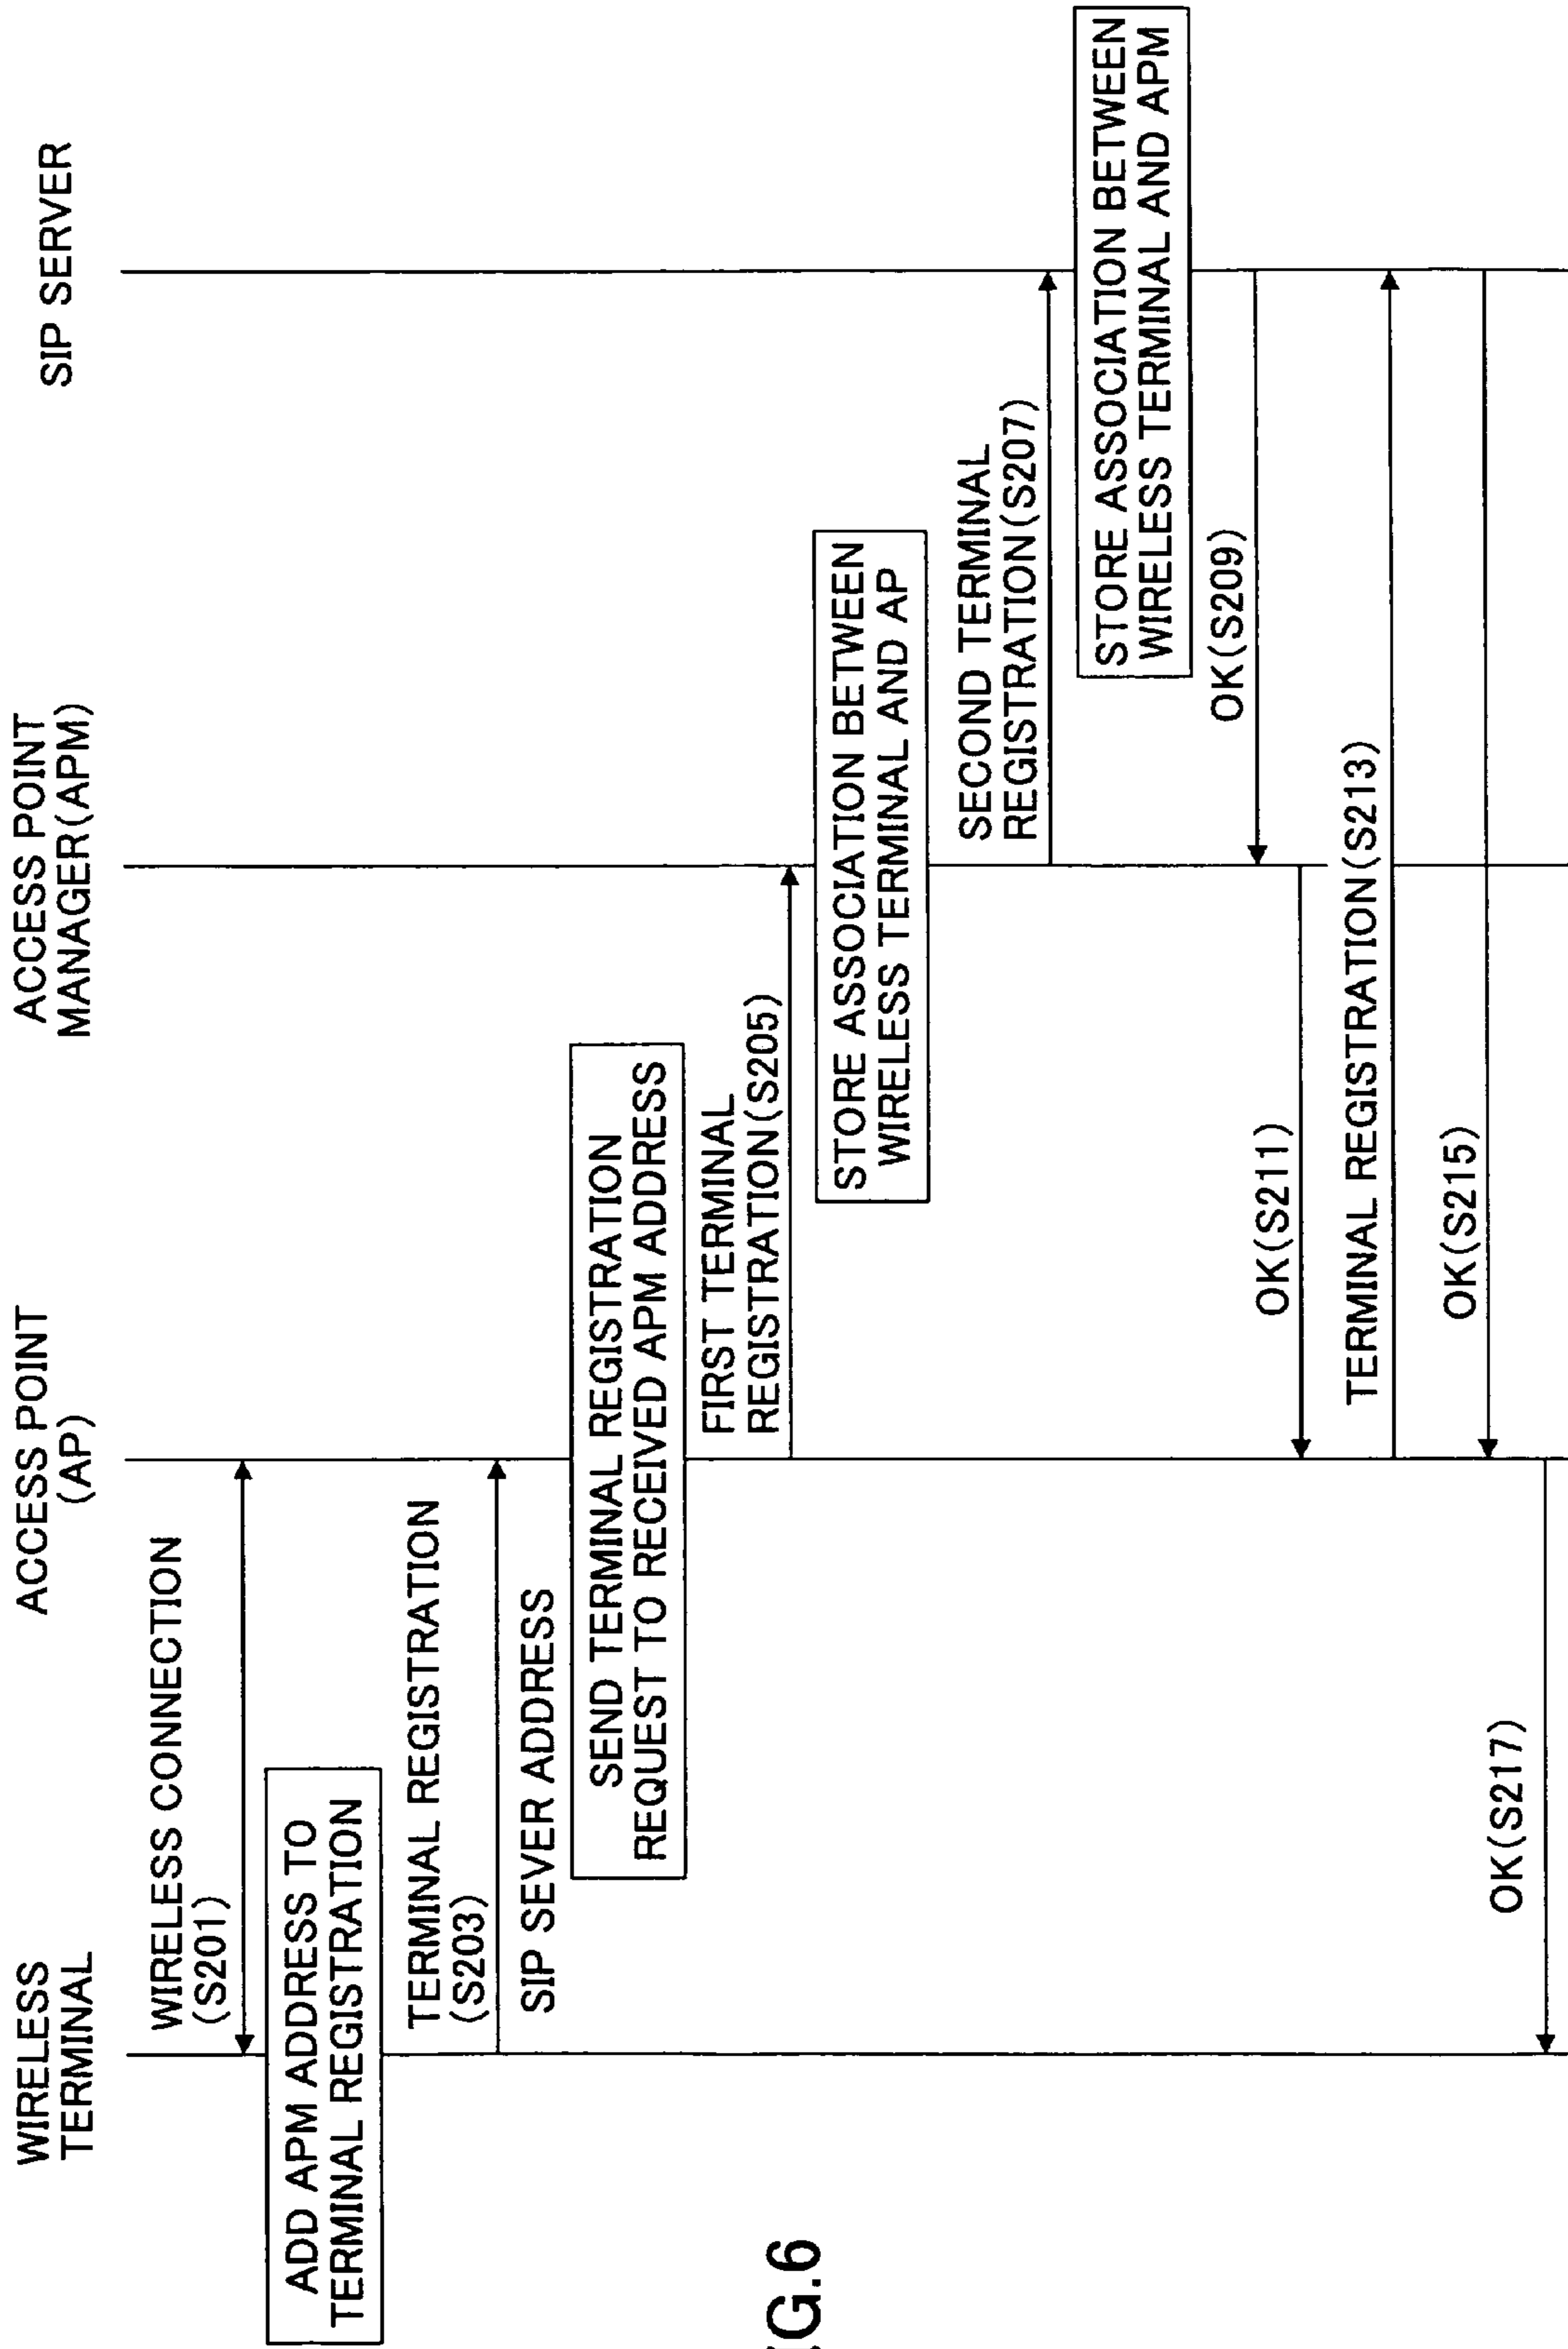 WIRELESS
TERMINAL
ACCESS POINT
(AP)
ACCESS POINT
MANAGER(APM)
SIP SERVER
WIRELESS CONNECTION
(S201)
ADD APM ADDRESS TO
TERMINAL REGISTRATION
TERMINAL REGISTRATION
(S203)
SIP SEVER ADDRESS
SEND TERMINAL REGISTRATION
REQUEST TO RECEIVED APM ADDRESS
FIRST TERMINAL
REGISTRATION(S205)
STORE ASSOCIATION BETWEEN
WIRELESS TERMINAL AND AP
SECOND TERMINAL
REGISTRATION(S207)
STORE ASSOCIATION BETWEEN
WIRELESS TERMINAL AND APM
OK(S209)
OK(S211)
TERMINAL REGISTRATION(S213)
OK(S215)
OK(S217)
G.6